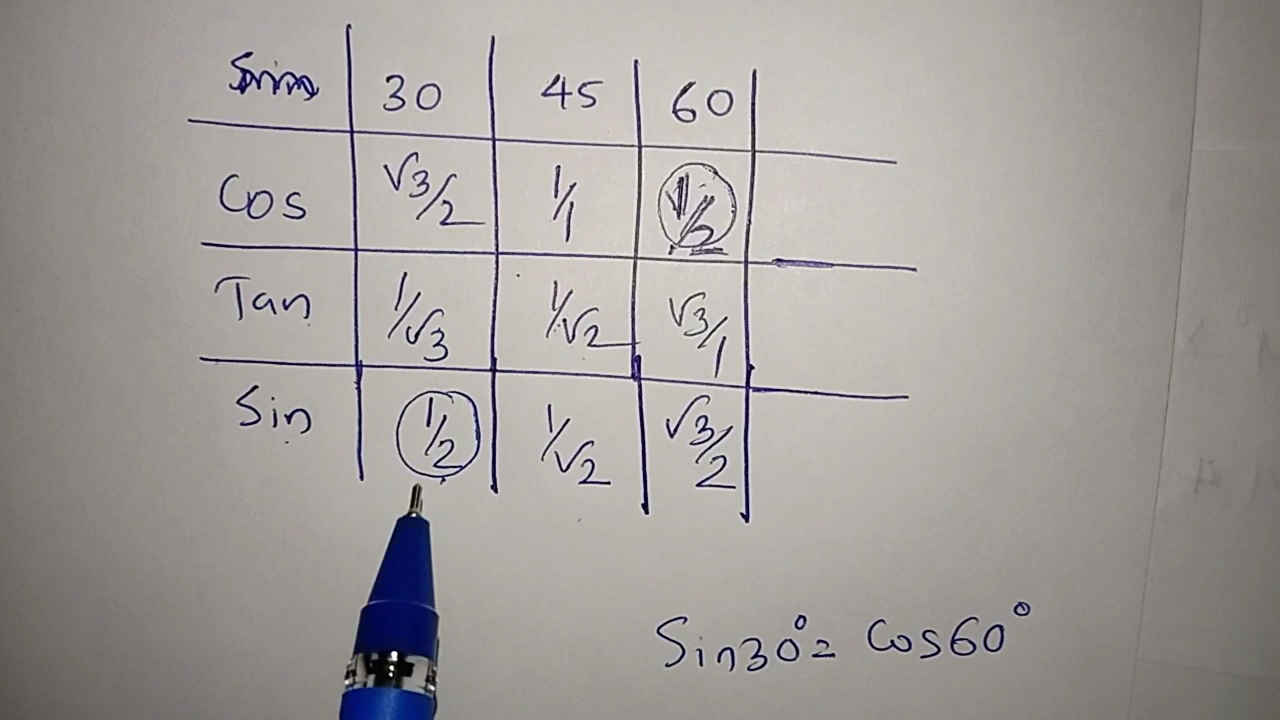 30 45 60
Cos √3/2 1/1 1/2
Tan 1/√3 1/√2 √3/1
Sin 1/2 1/√2 √3/2
Sin30°= Cos60°